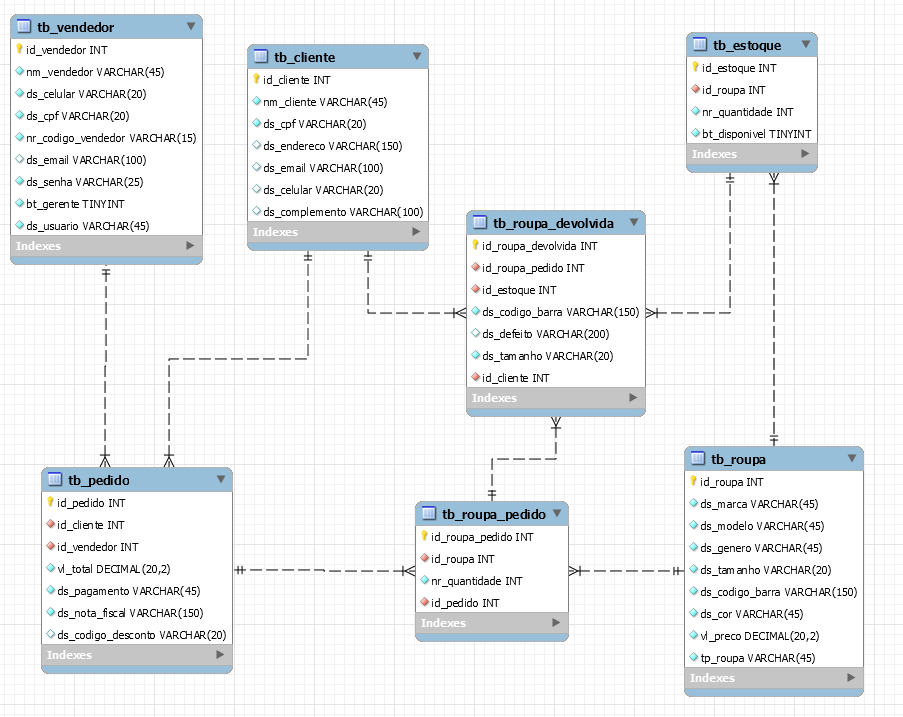 tb_vendedor
id_vendedor INT
nm_vendedor VARCHAR(45)
ds_celular VARCHAR(20)
ds_cpf VARCHAR(20)
nr_codigo_vendedor VARCHAR(15)
ds_email VARCHAR(100)
ds_senha VARCHAR(25)
bt_gerente TINYINT
ds_usuario VARCHAR(45)
Indexes
tb_cliente
id_cliente INT
nm_cliente VARCHAR(45)
ds_cpf VARCHAR(20)
ds_endereco VARCHAR(150)
ds_email VARCHAR(100)
ds_celular VARCHAR(20)
ds_complemento VARCHAR(100)
Indexes
tb_estoque
id_estoque INT
id_roupa INT
nr_quantidade INT
bt_disponivel TINYINT
Indexes
tb_roupa_devolvida
id_roupa_devolvida INT
id_roupa_pedido INT
id_estoque INT
ds_codigo_barra VARCHAR(150)
ds_defeito VARCHAR(200)
ds_tamanho VARCHAR(20)
id_cliente INT
Indexes
tb_pedido
id_pedido INT
id_cliente INT
id_vendedor INT
vl_total DECIMAL(20,2)
ds_pagamento VARCHAR(45)
ds_nota_fiscal VARCHAR(150)
ds_codigo_desconto VARCHAR(20)
Indexes
tb_roupa_pedido
id_roupa_pedido INT
id_roupa INT
nr_quantidade INT
id_pedido INT
Indexes
tb_roupa
id_roupa INT
ds_marca VARCHAR(45)
ds_modelo VARCHAR(45)
ds_genero VARCHAR(45)
ds_tamanho VARCHAR(20)
ds_codigo_barra VARCHAR(150)
ds_cor VARCHAR(45)
vl_preco DECIMAL(20,2)
tp_roupa VARCHAR(45)
Indexes